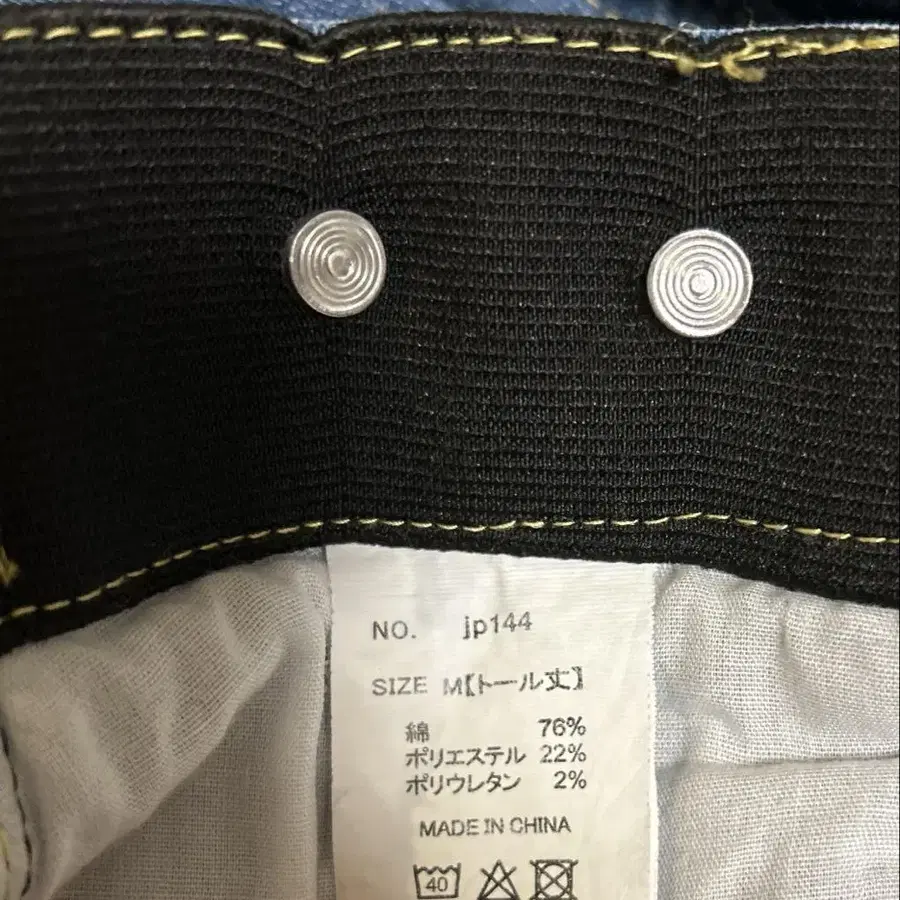 NO. jp144
SIZE M【トール丈】
綿 76%
ポリエステル 22%
ポリウレタン 2%
MADE IN CHINA
40